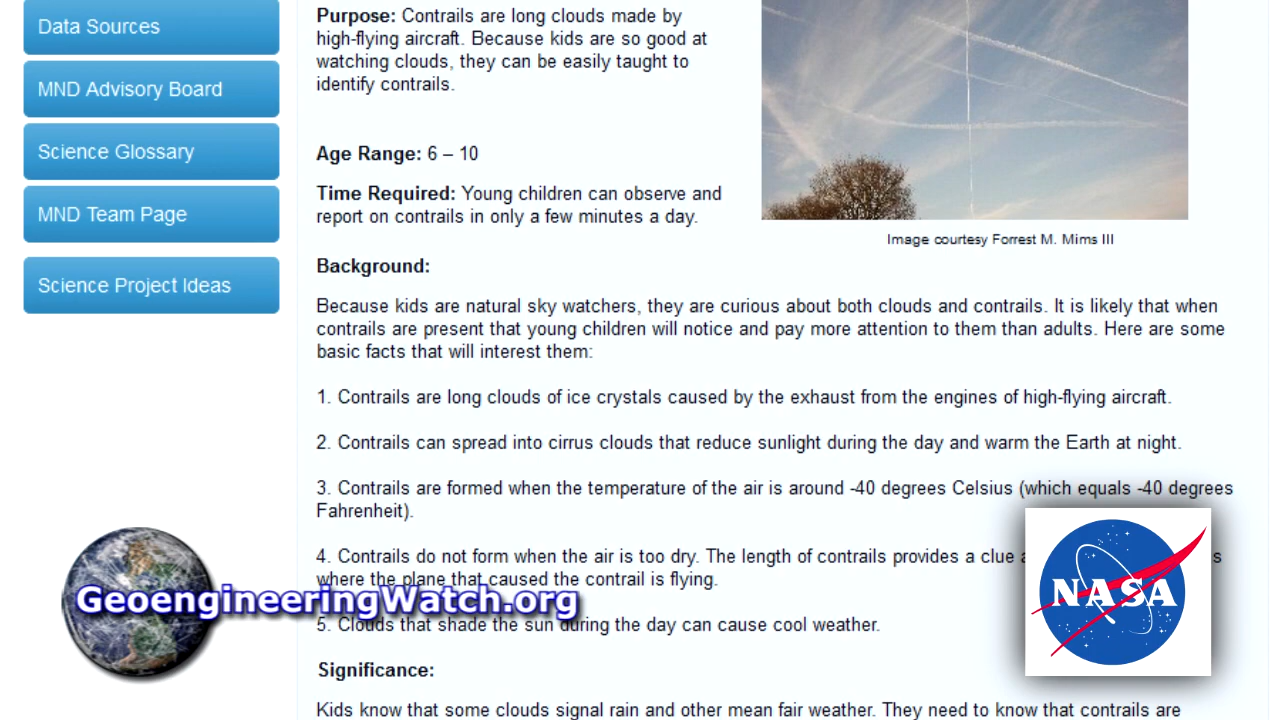 Data Sources
MND Advisory Board
Science Glossary
MND Team Page
Science Project Ideas
Purpose: Contrails are long clouds made by
high-flying aircraft. Because kids are so good at
watching clouds, they can be easily taught to
identify contrails.
Age Range: 6 – 10
Time Required: Young children can observe and
report on contrails in only a few minutes a day.
Image courtesy Forrest M. Mims III
Background:
Because kids are natural sky watchers, they are curious about both clouds and contrails. It is likely that when
contrails are present that young children will notice and pay more attention to them than adults. Here are some
basic facts that will interest them:
1. Contrails are long clouds of ice crystals caused by the exhaust from the engines of high-flying aircraft.
2. Contrails can spread into cirrus clouds that reduce sunlight during the day and warm the Earth at night.
3. Contrails are formed when the temperature of the air is around -40 degrees Celsius (which equals -40 degrees
Fahrenheit).
4. Contrails do not form when the air is too dry. The length of contrails provides a clue
where the plane that caused the contrail is flying.
GeoengineeringWatch.org
NASA
5. Clouds that shade the sun during the day can cause cool weather.
Significance:
Kids know that some clouds signal rain and other mean fair weather. They need to know that contrails are